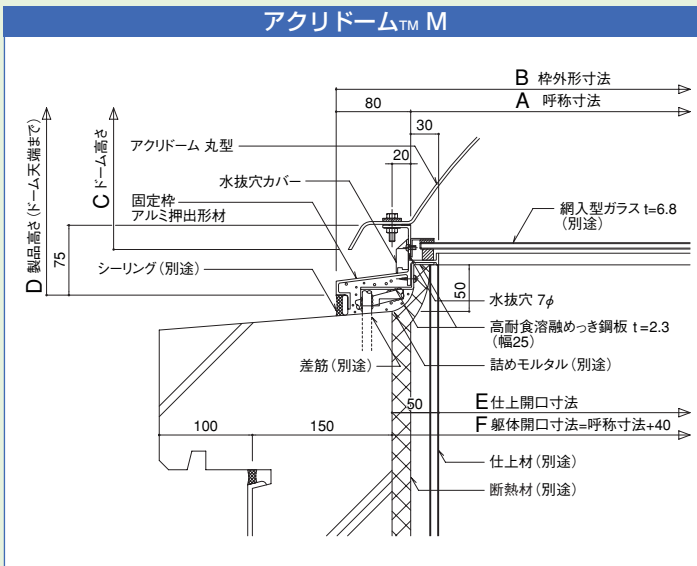 アクリドーム™ M
B 枠外形寸法
80
A 呼称寸法
30
アクリドーム 丸型
20
水抜穴カバー
固定枠
アルミ押出形材
C ドーム高さ
D 製品高さ(ドーム天端まで)
75
シーリング(別途)
網入型ガラス t=6.8
(別途)
50
水抜穴 7φ
高耐食溶融めっき鋼板 t=2.3
(幅25)
差筋(別途)
詰めモルタル(別途)
50
E 仕上開口寸法
100
150
F 躯体開口寸法=呼称寸法+40
仕上材(別途)
断熱材(別途)